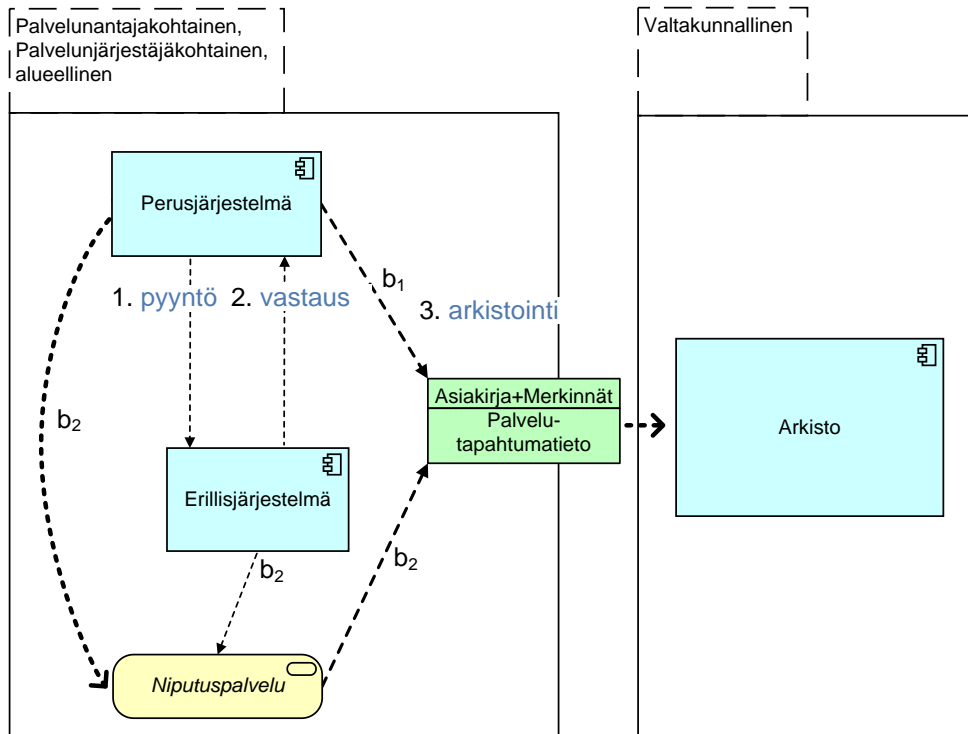 Palvelunantajakohtainen,
Palvelunjärjestäjäkohtainen,
alueellinen
Valtakunnallinen
Perusjärjestelmä
b₁
1. pyyntö 2. vastaus
3. arkistointi
Asiakirja+Merkinnät
Palvelu-
tapahtumatieto
Arkisto
b₂
Erillisjärjestelmä
b₂
b₂
Niputuspalvelu